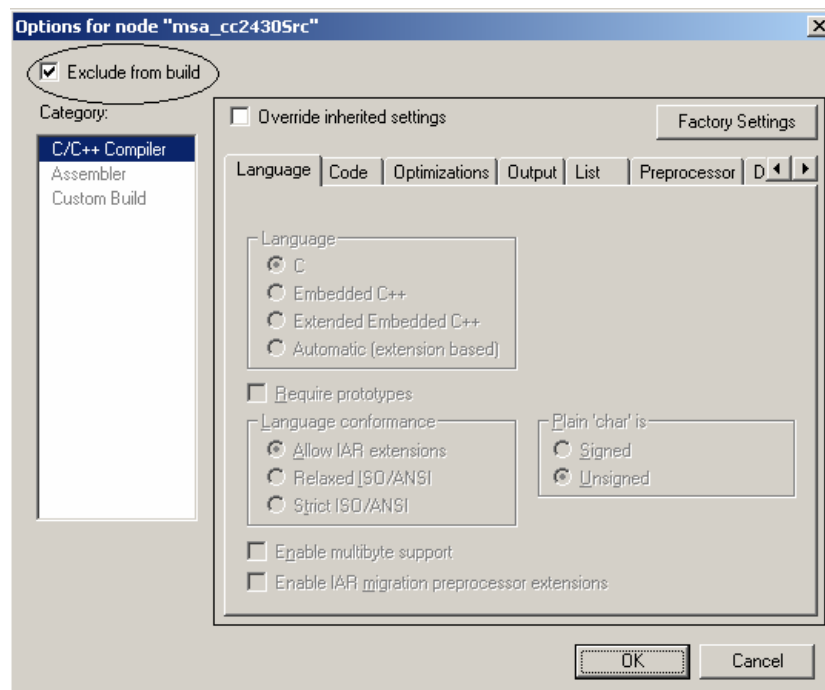 Options for node "msa_cc2430Src"
Exclude from build
Category:
C/C++ Compiler
Assembler
Custom Build
Override inherited settings
Factory Settings
Language Code Optimizations Output List Preprocessor D
Language
C
Embedded C++
Extended Embedded C++
Automatic (extension based)
Require prototypes
Language conformance
Allow IAR extensions
Relaxed ISO/ANSI
Strict ISO/ANSI
Plain 'char' is
Signed
Unsigned
Enable multibyte support
Enable IAR migration preprocessor extensions
OK Cancel